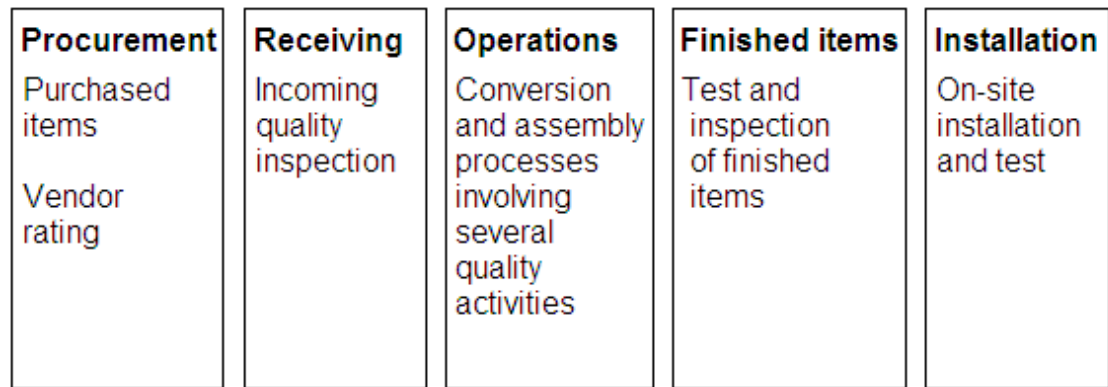 Procurement
Purchased
items
Vendor
rating
Receiving
Incoming
quality
inspection
Operations
Conversion
and assembly
processes
involving
several
quality
activities
Finished items
Test and
inspection
of finished
items
Installation
On-site
installation
and test